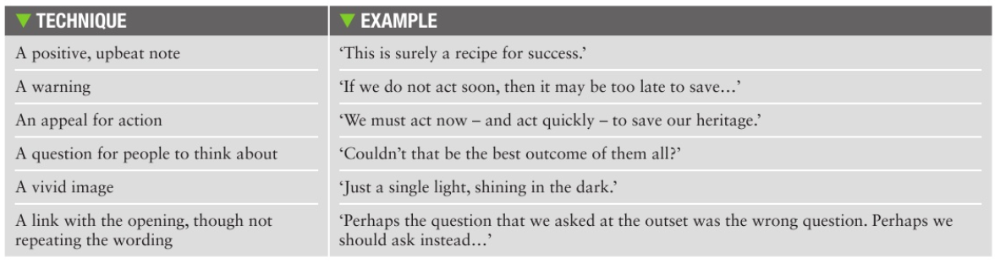 ▼ TECHNIQUE ▼ EXAMPLE
A positive, upbeat note ‘This is surely a recipe for success.’
A warning ‘If we do not act soon, then it may be too late to save…’
An appeal for action ‘We must act now – and act quickly – to save our heritage.’
A question for people to think about ‘Couldn’t that be the best outcome of them all?’
A vivid image ‘Just a single light, shining in the dark.’
A link with the opening, though not ‘Perhaps the question that we asked at the outset was the wrong question. Perhaps we
repeating the wording should ask instead…’